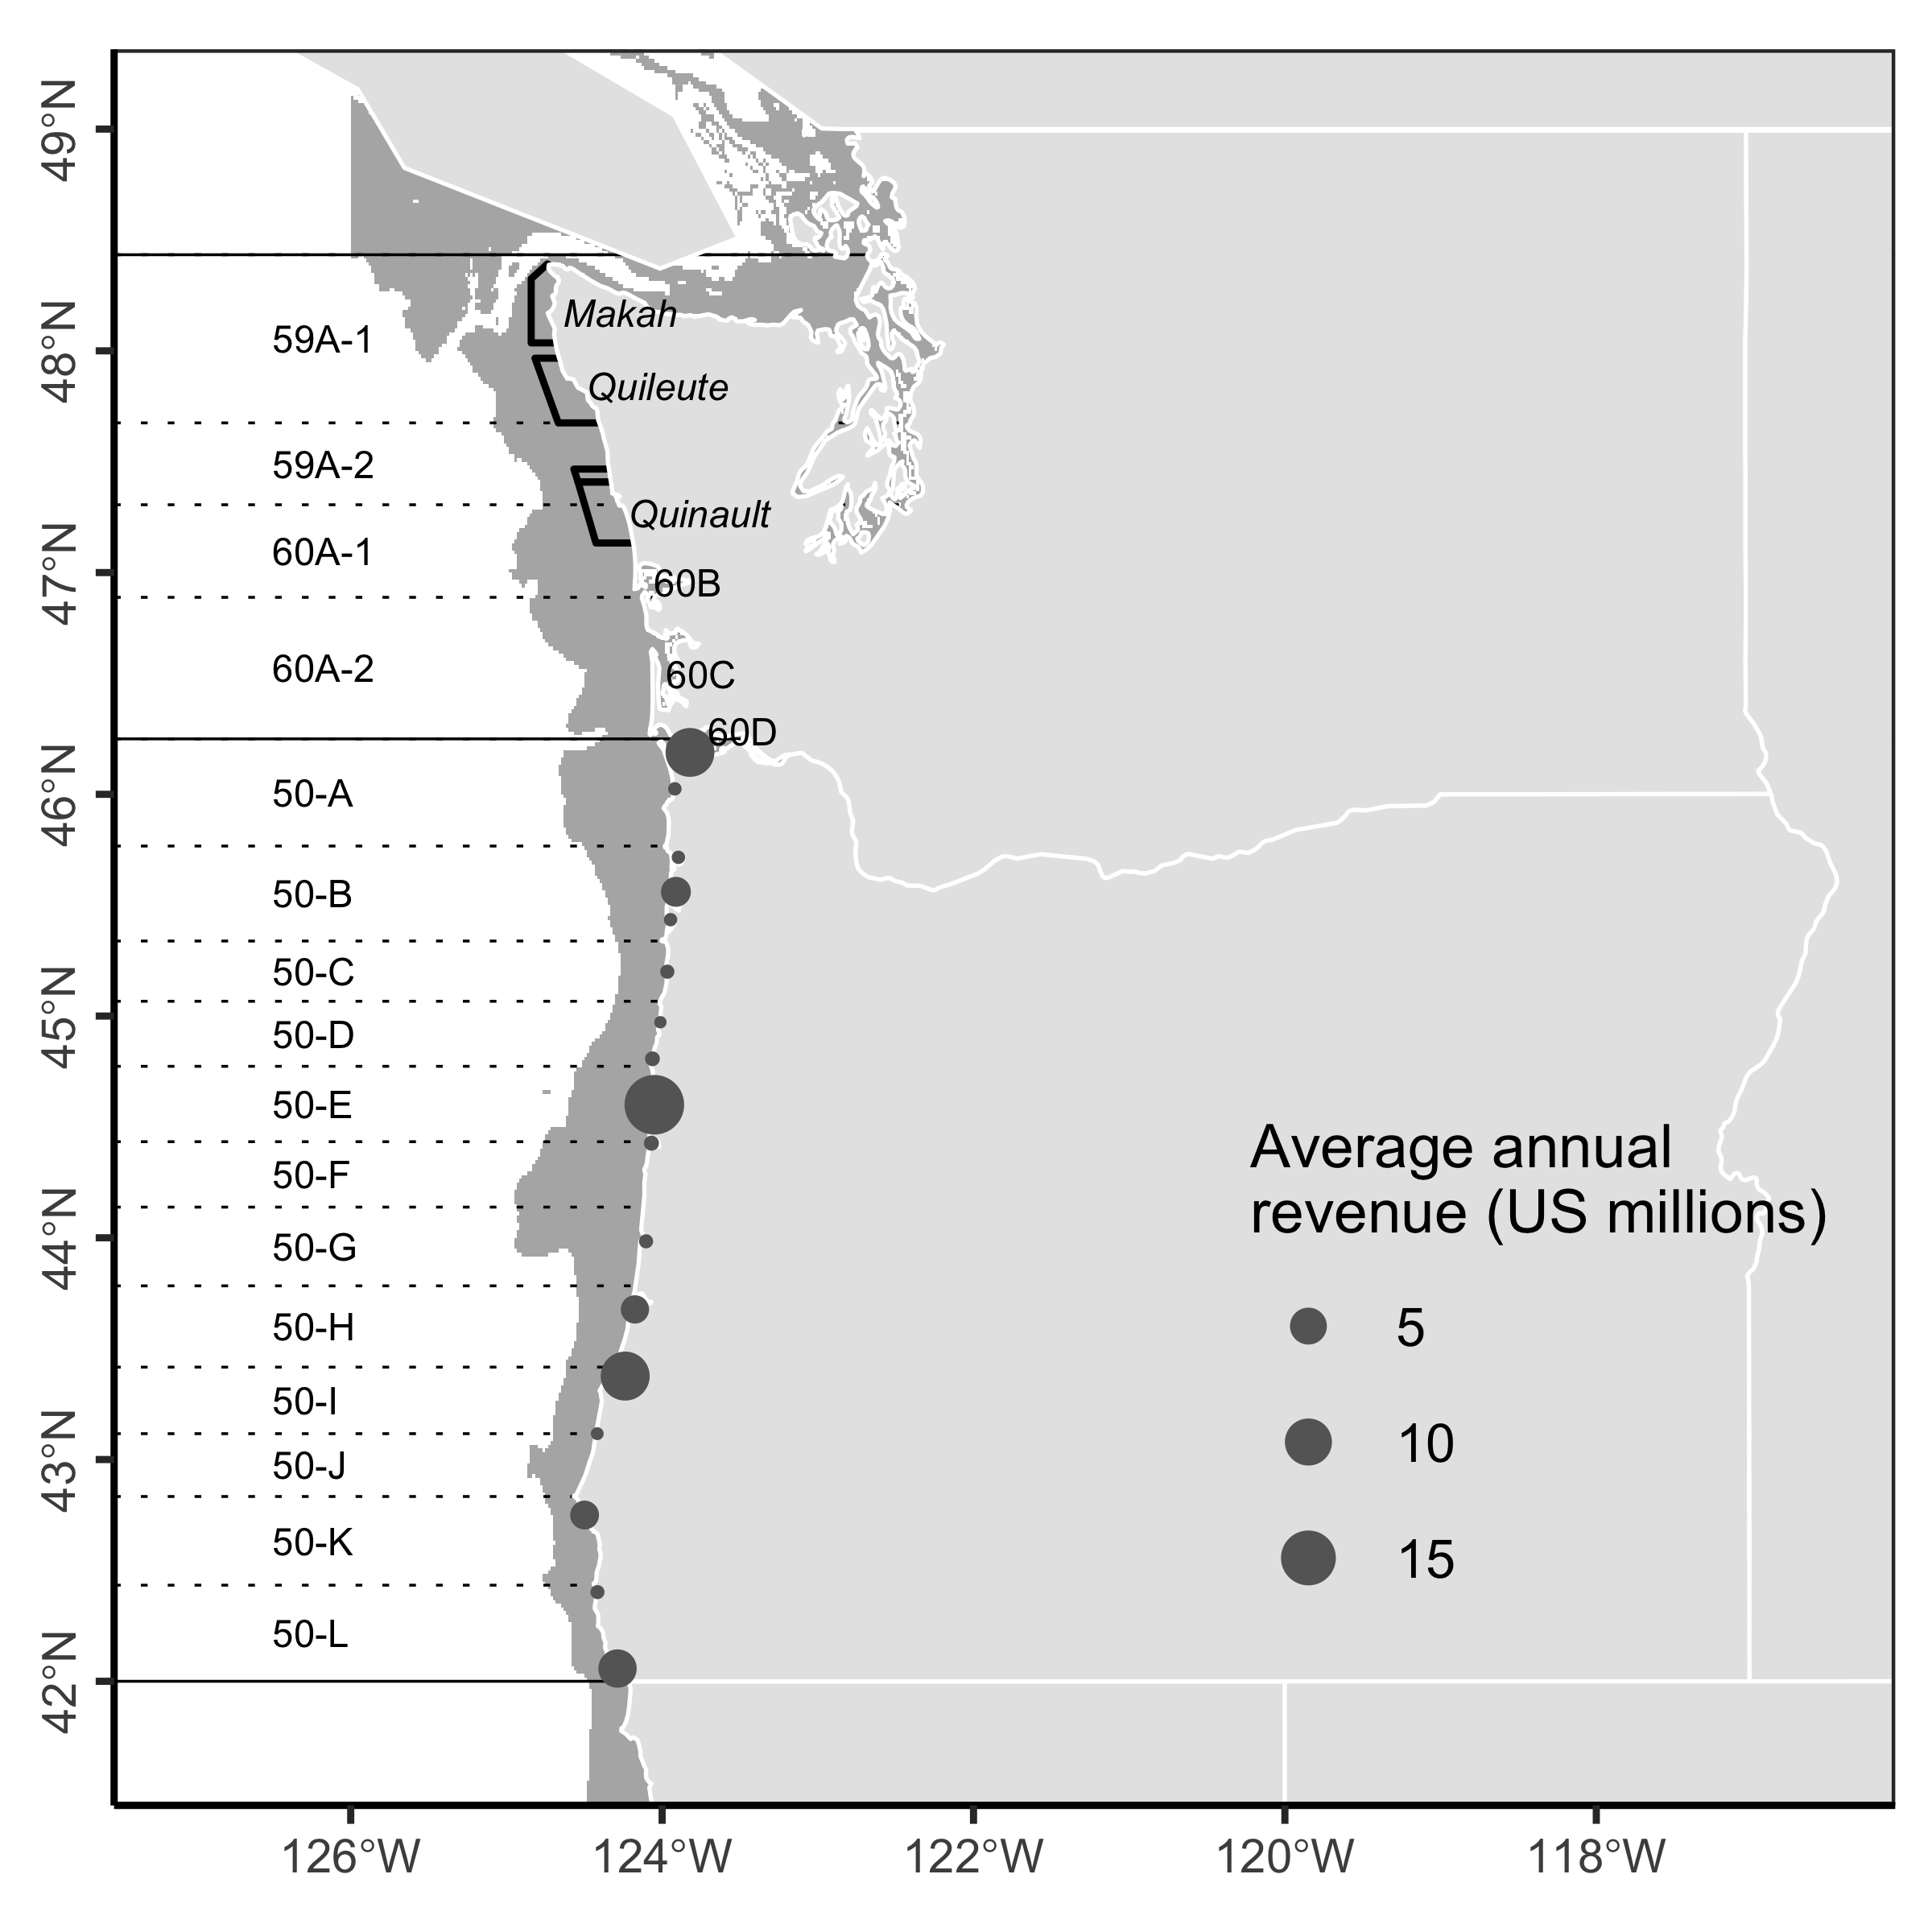 49°N
48°N
47°N
46°N
45°N
44°N
43°N
42°N
59A-1
59A-2
60A-1
60A-2
50-A
50-B
50-C
50-D
50-E
50-F
50-G
50-H
50-I
50-J
50-K
50-L
Makah
Quileute
Quinault
60B
60C
60D
Average annual
revenue (US millions)
5
10
15
126°W
124°W
122°W
120°W
118°W